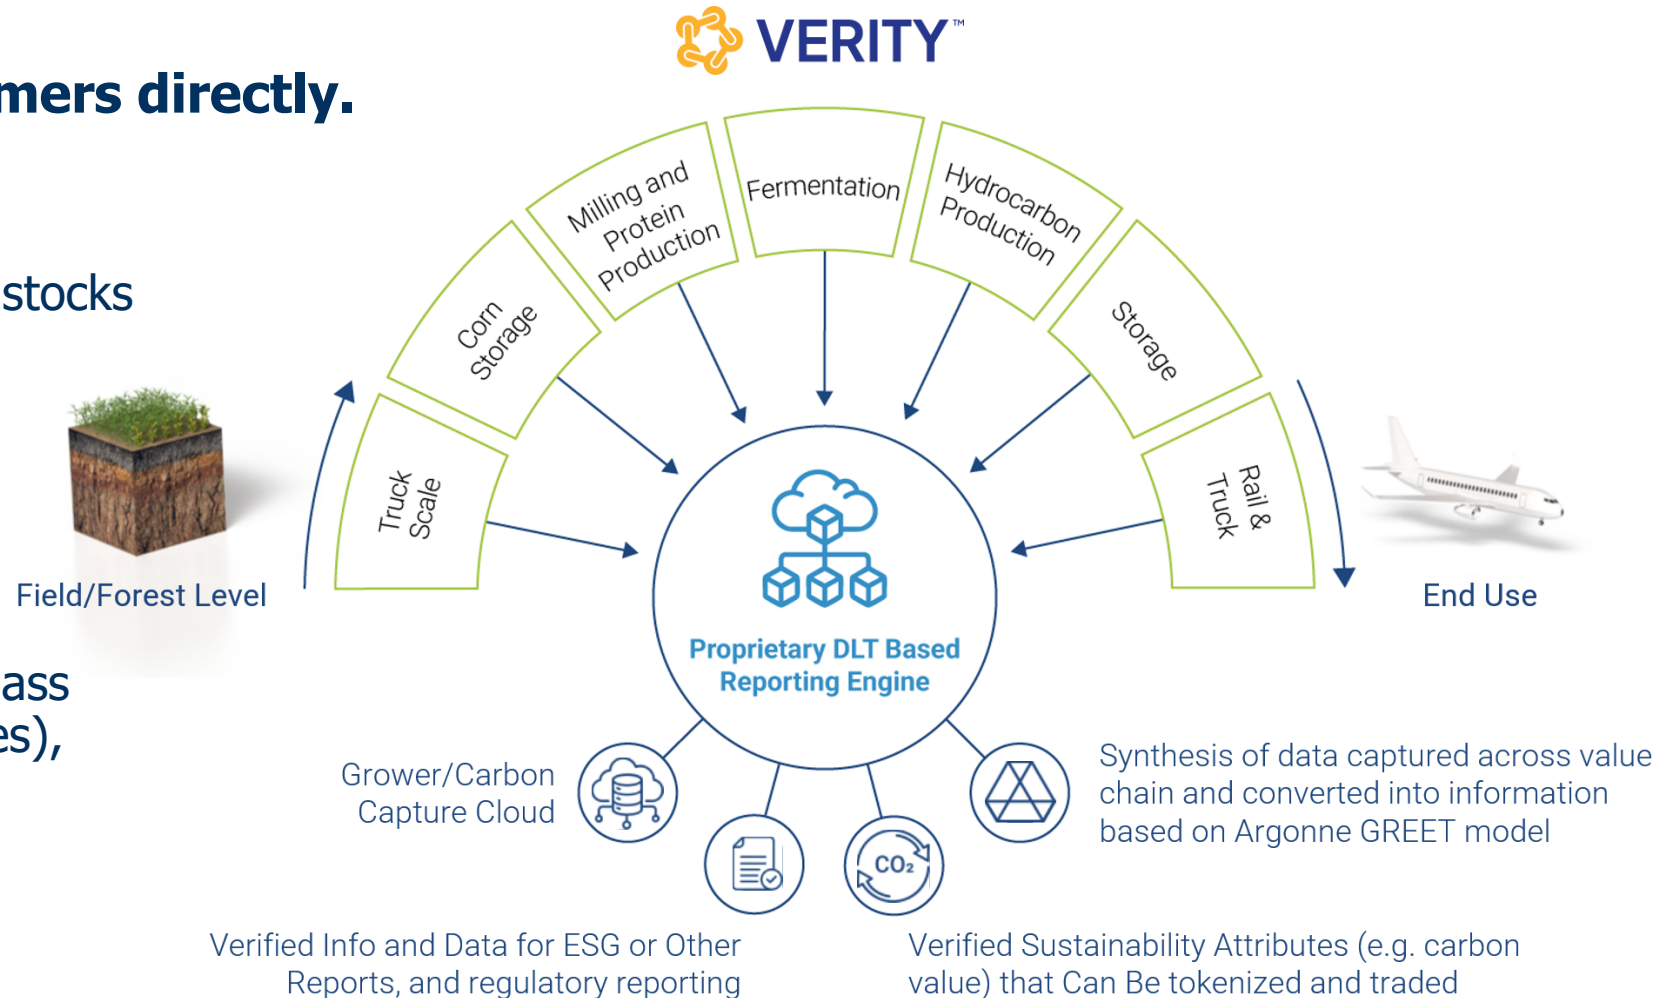 VERITY™
mers directly.
stocks
ass
es),
Field/Forest Level
Truck
Scale
Corn
Storage
Milling and
Protein
Production
Fermentation
Hydrocarbon
Production
Storage
Rail &
Truck
End Use
Proprietary DLT Based
Reporting Engine
Grower/Carbon
Capture Cloud
Verified Info and Data for ESG or Other
Reports, and regulatory reporting
CO₂
Verified Sustainability Attributes (e.g. carbon
value) that Can Be tokenized and traded
Synthesis of data captured across value
chain and converted into information
based on Argonne GREET model